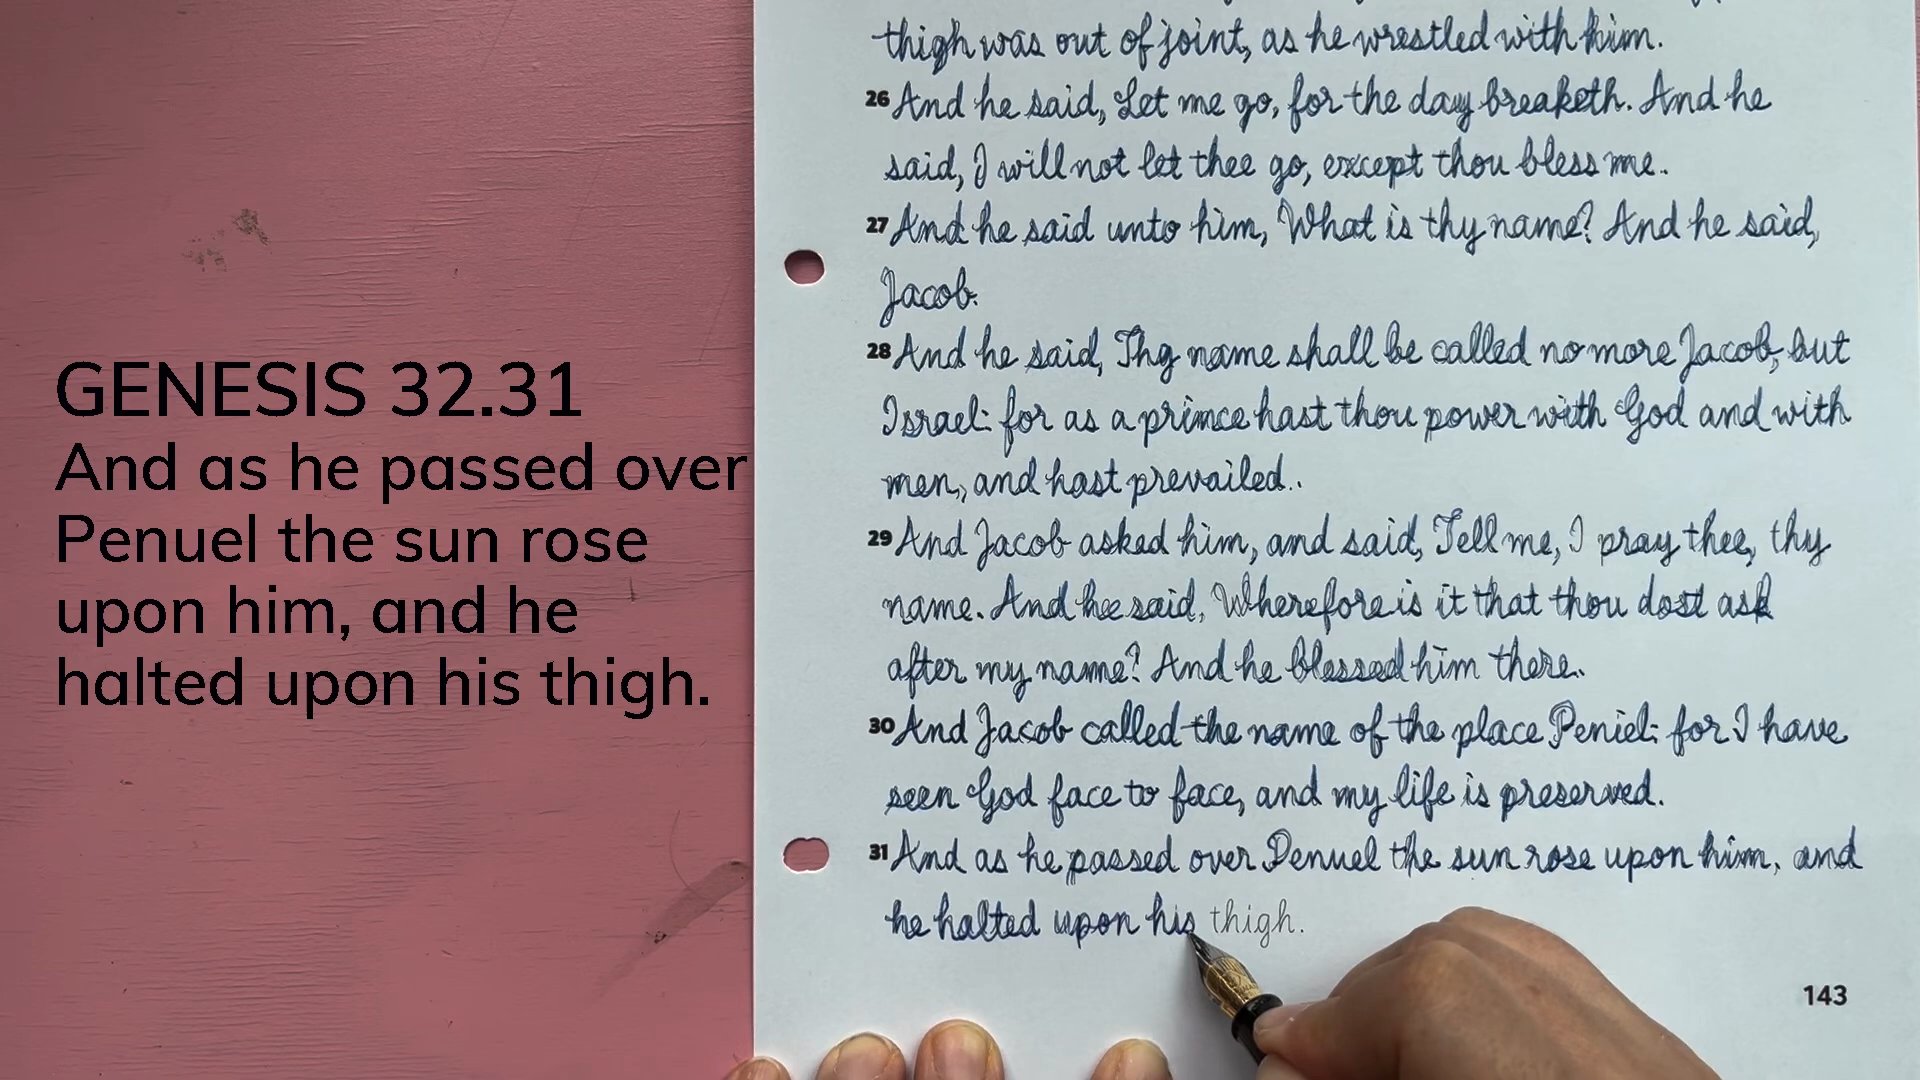 GENESIS 32.31
And as he passed over
Penuel the sun rose
upon him, and he
halted upon his thigh.
thigh was out of joint, as he wrestled with him.
26 And he said, Let me go, for the day breaketh. And he
said, I will not let thee go, except thou bless me.
27 And he said unto him, What is thy name? And he said,
Jacob.
28 And he said, Thy name shall be called no more Jacob, but
Israel: for as a prince hast thou power with God and with
men, and hast prevailed.
29 And Jacob asked him, and said, Tell me, I pray thee, thy
name. And he said, Wherefore is it that thou dost ask
after my name? And he blessed him there.
30 And Jacob called the name of the place Peniel: for I have
seen God face to face, and my life is preserved.
31 And as he passed over Penuel the sun rose upon him, and
he halted upon his thigh.
143